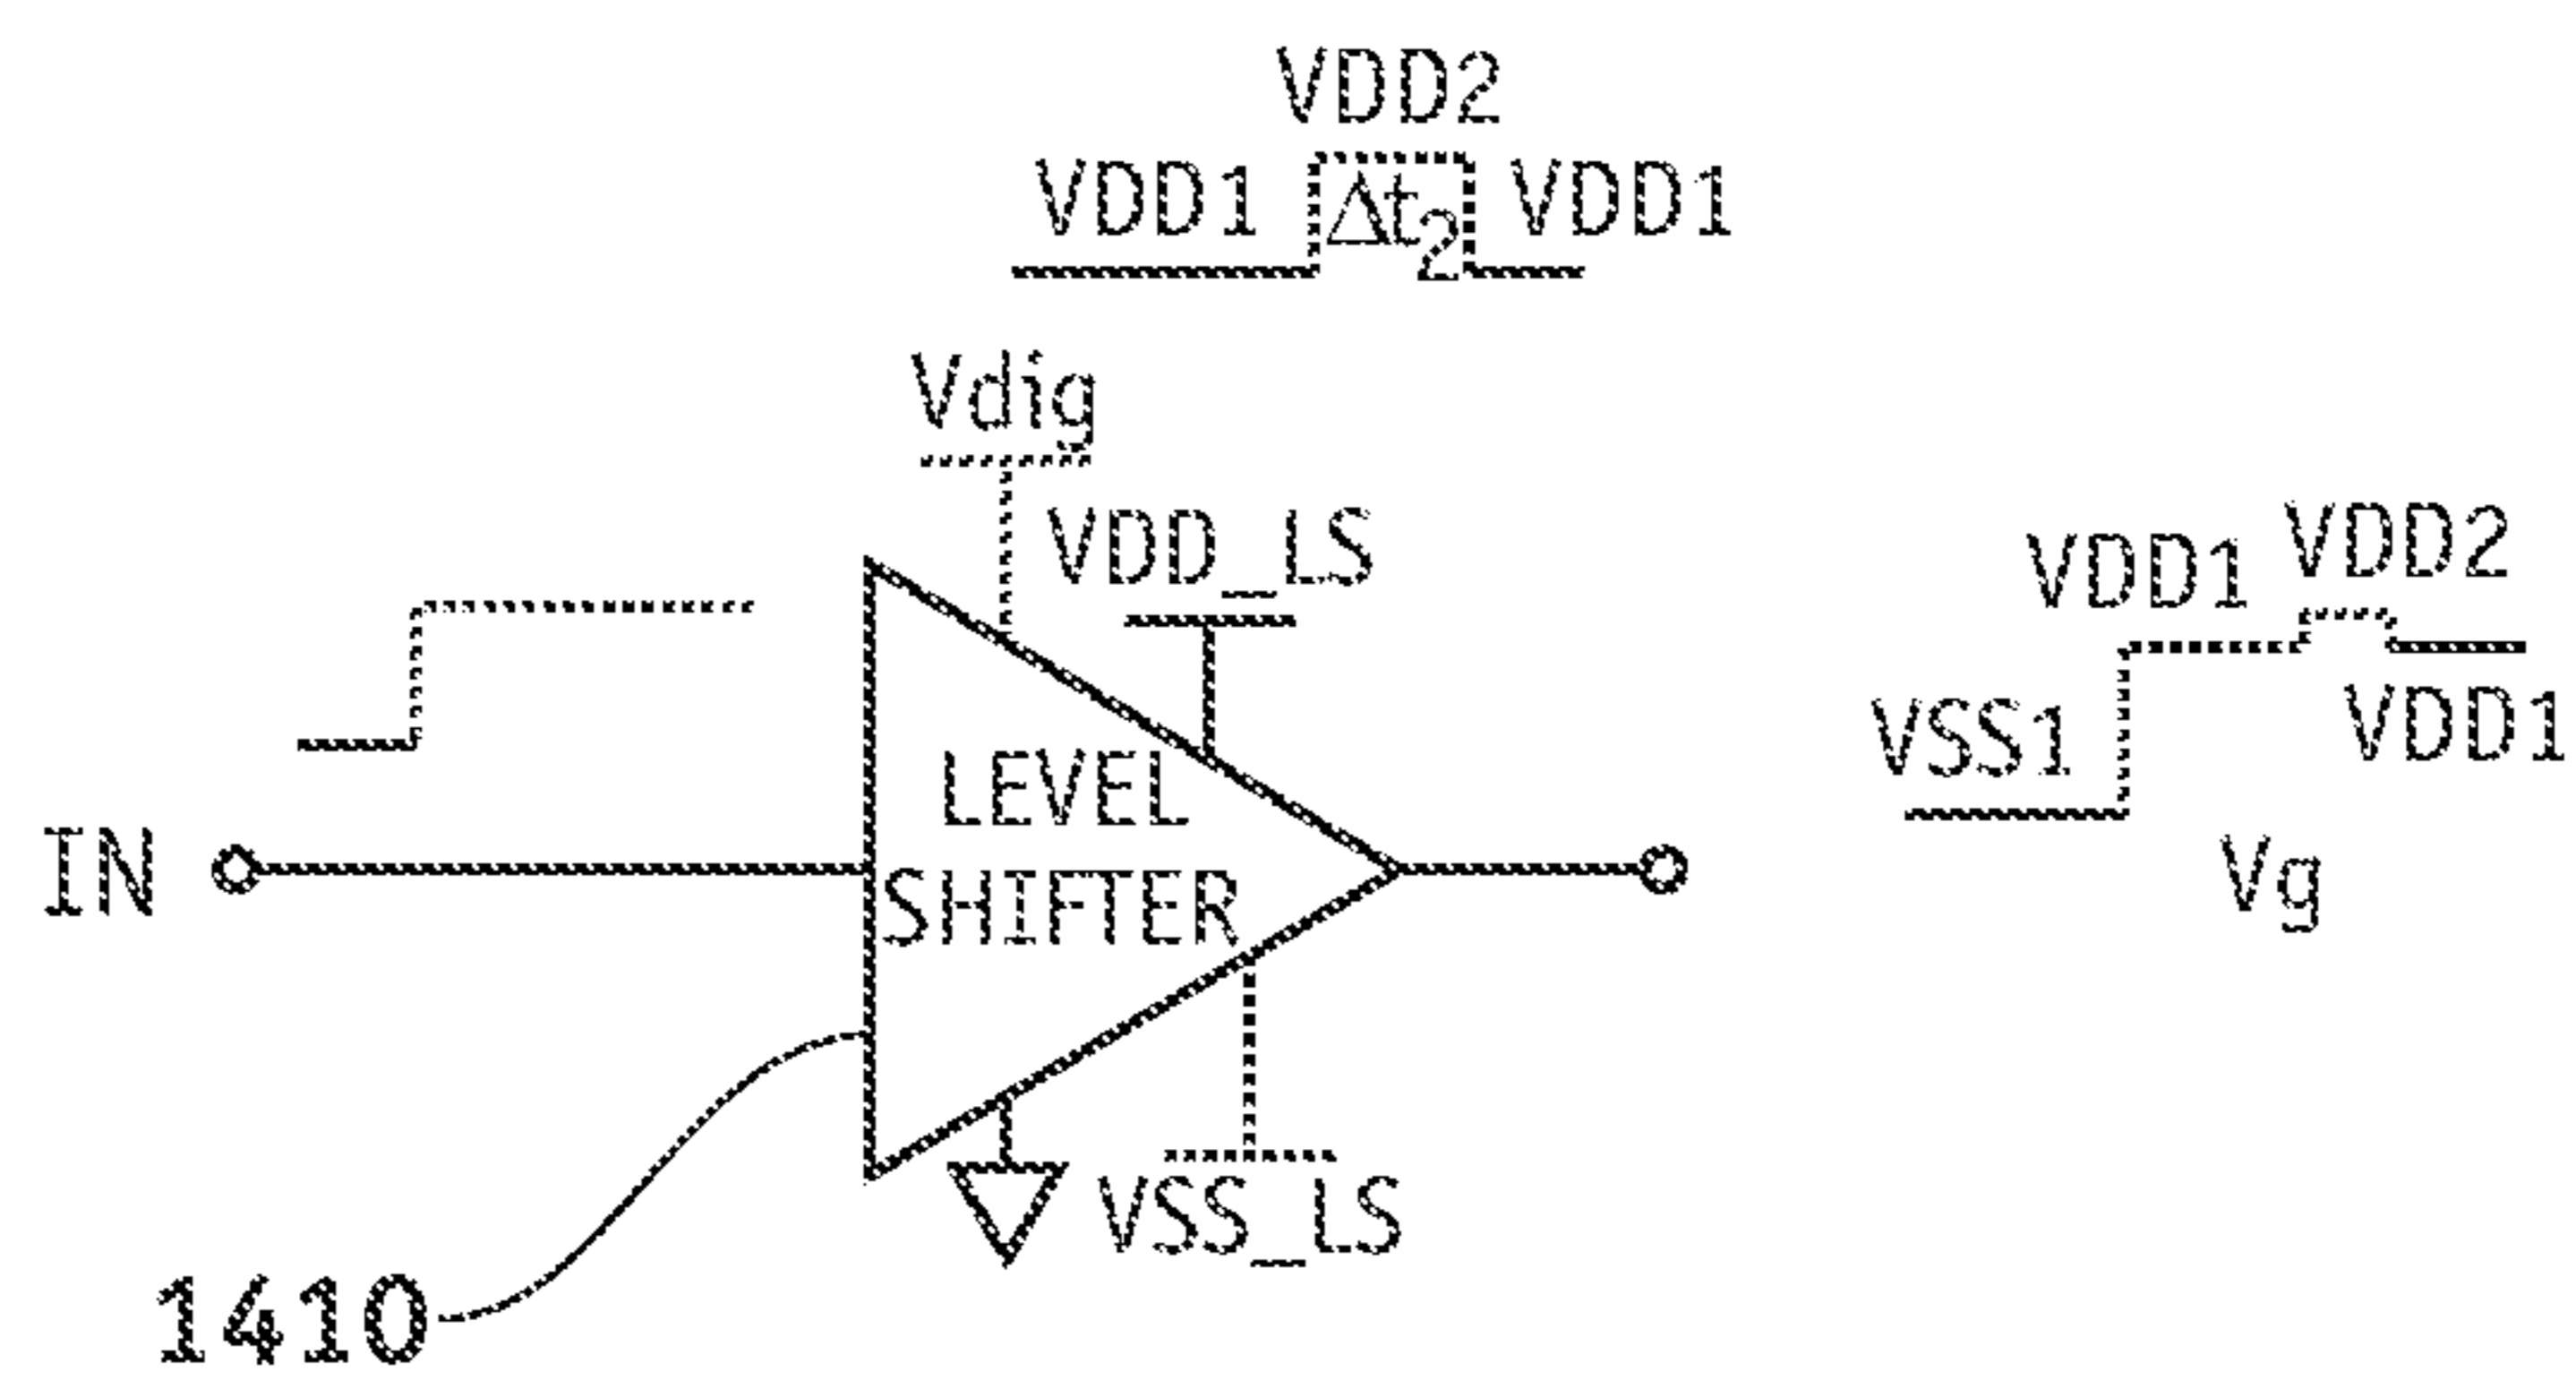 VDD2
VDD1 Δt2 VDD1
Vdig
VDD_LS
VDD1 VDD2
VSS1 VDD1
LEVEL
SHIFTER
IN
Vg
VSS_LS
1410